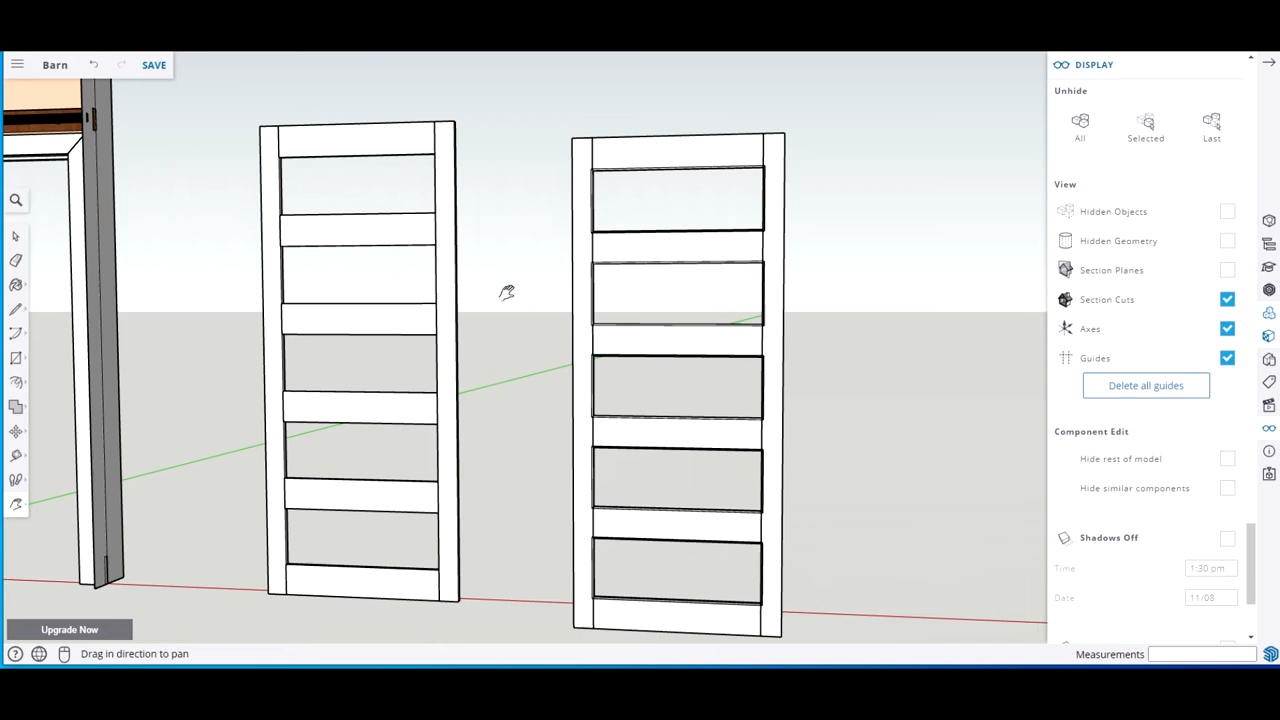 Barn
SAVE
DISPLAY
Unhide
All
Selected
Last
View
Hidden Objects
Hidden Geometry
Section Planes
Section Cuts
Axes
Guides
Delete all guides
Component Edit
Hide rest of model
Hide similar components
Shadows Off
Time 1:30 pm
Date 11/08
Upgrade Now
Drag in direction to pan
Measurements